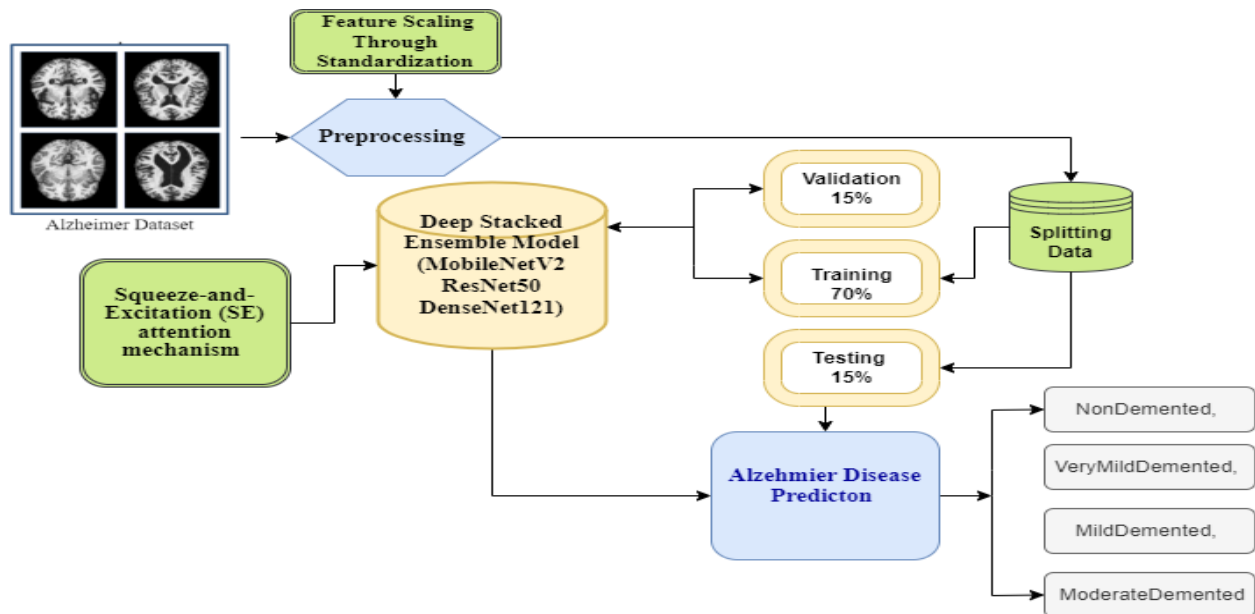 Feature Scaling
Through
Standardization
Preprocessing
Alzheimer Dataset
Validation
15%
Splitting
Data
Training
70%
Testing
15%
Deep Stacked
Ensemble Model
(MobileNetV2
ResNet50
DenseNet121)
Squeeze-and-
Excitation (SE)
attention
mechanism
Alzehmier Disease
Predicton
NonDemented,
VeryMildDemented,
MildDemented,
ModerateDemented